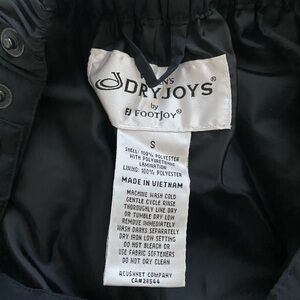 DRYJOYS®
by
FOOTJOY®
S
SHELL: 100% POLYESTER
WITH POLYURETHANE
LAMINATION
LINING: 100% POLYESTER
MADE IN VIETNAM
MACHINE WASH COLD
GENTLE CYCLE RINSE
THOROUGHLY LINE DRY
OR TUMBLE DRY LOW
REMOVE IMMEDIATELY
WASH DARKS SEPARATELY
DRY IRON LOW SETTING
DO NOT BLEACH OR
USE FABRIC SOFTENERS
DO NOT DRY CLEAN
ACUSHNET COMPANY
CA#28544